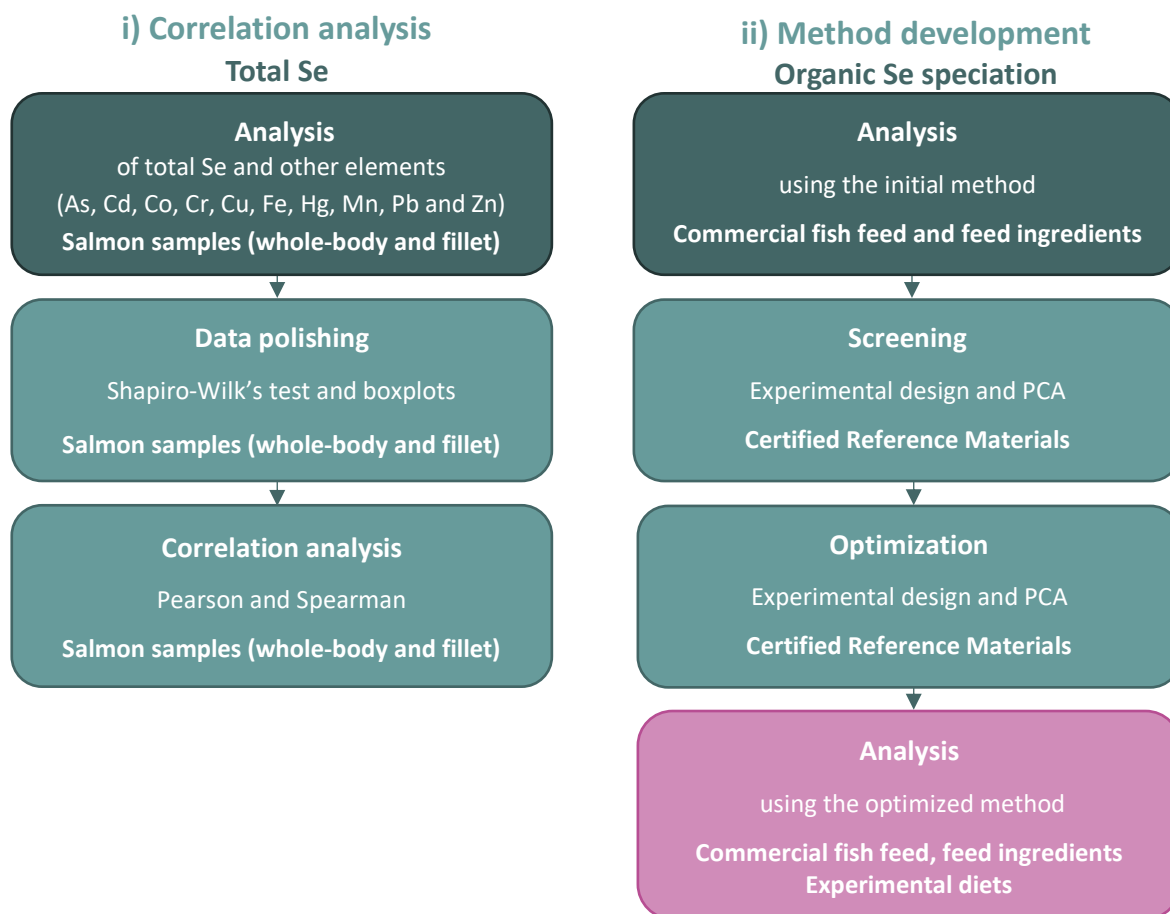 i) Correlation analysis
Total Se
Analysis
of total Se and other elements
(As, Cd, Co, Cr, Cu, Fe, Hg, Mn, Pb and Zn)
Salmon samples (whole-body and fillet)
Data polishing
Shapiro-Wilk’s test and boxplots
Salmon samples (whole-body and fillet)
Correlation analysis
Pearson and Spearman
Salmon samples (whole-body and fillet)
ii) Method development
Organic Se speciation
Analysis
using the initial method
Commercial fish feed and feed ingredients
Screening
Experimental design and PCA
Certified Reference Materials
Optimization
Experimental design and PCA
Certified Reference Materials
Analysis
using the optimized method
Commercial fish feed, feed ingredients
Experimental diets